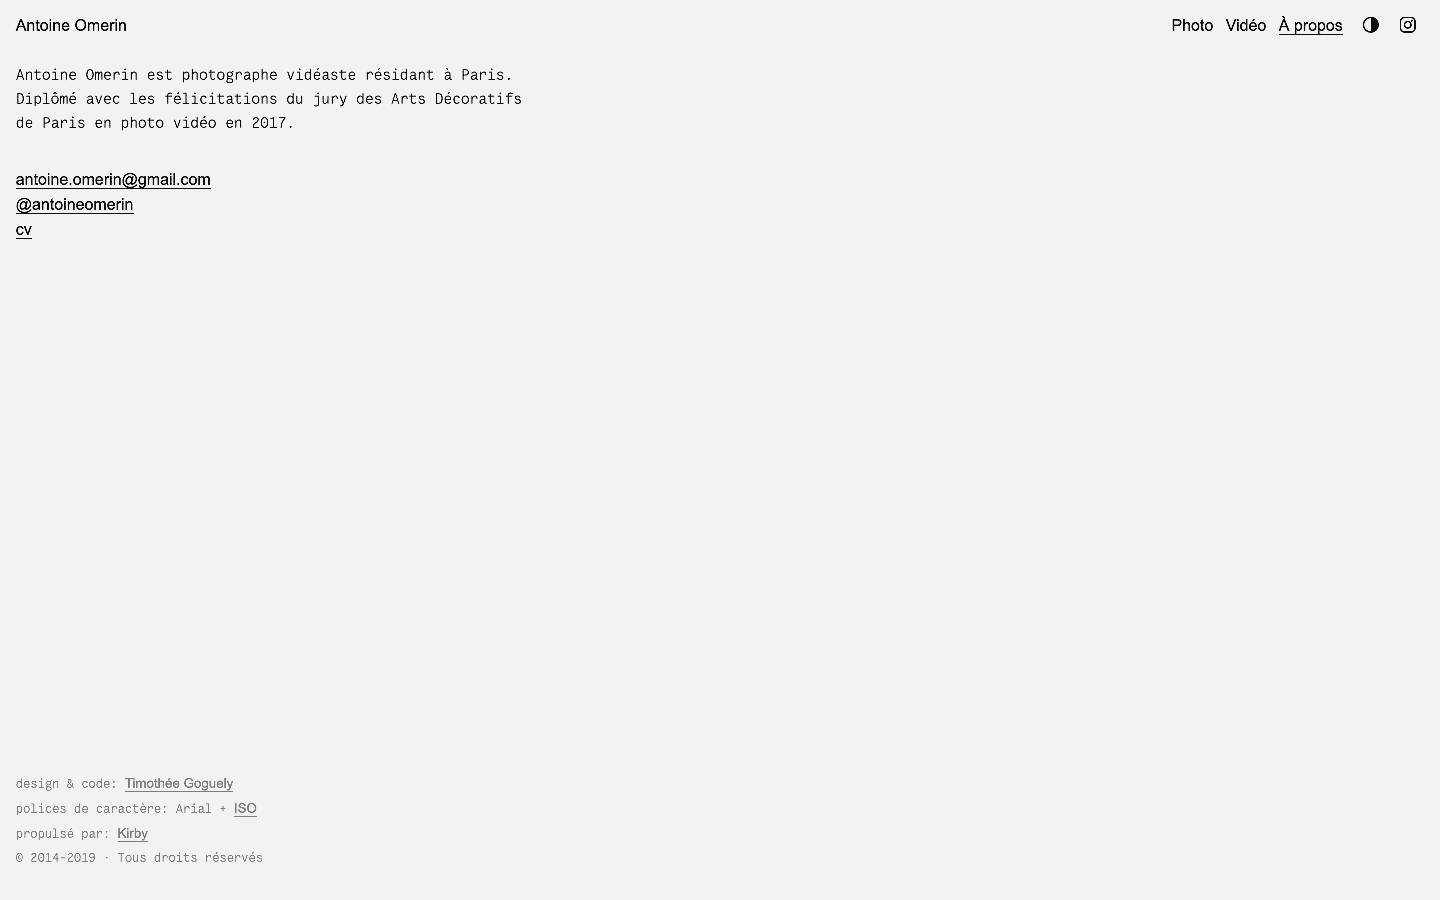 Antoine Omerin
Photo Vidéo À propos
Antoine Omerin est photographe vidéaste résidant à Paris.
Diplômé avec les félicitations du jury des Arts Décoratifs
de Paris en photo vidéo en 2017.
antoine.omerin@gmail.com
@antoineomerin
cv
design & code: Timothée Goguely
polices de caractère: Arial + ISO
propulsé par: Kirby
© 2014-2019 · Tous droits réservés